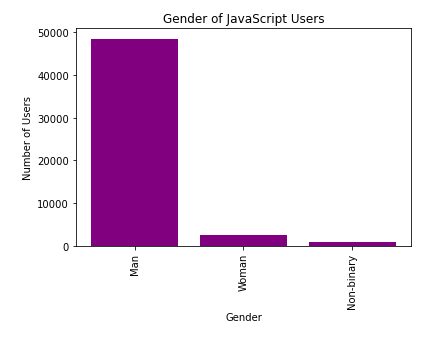 Gender of JavaScript Users
50000
40000
30000
20000
10000
0
Number of Users
Man
Woman
Non-binary
Gender